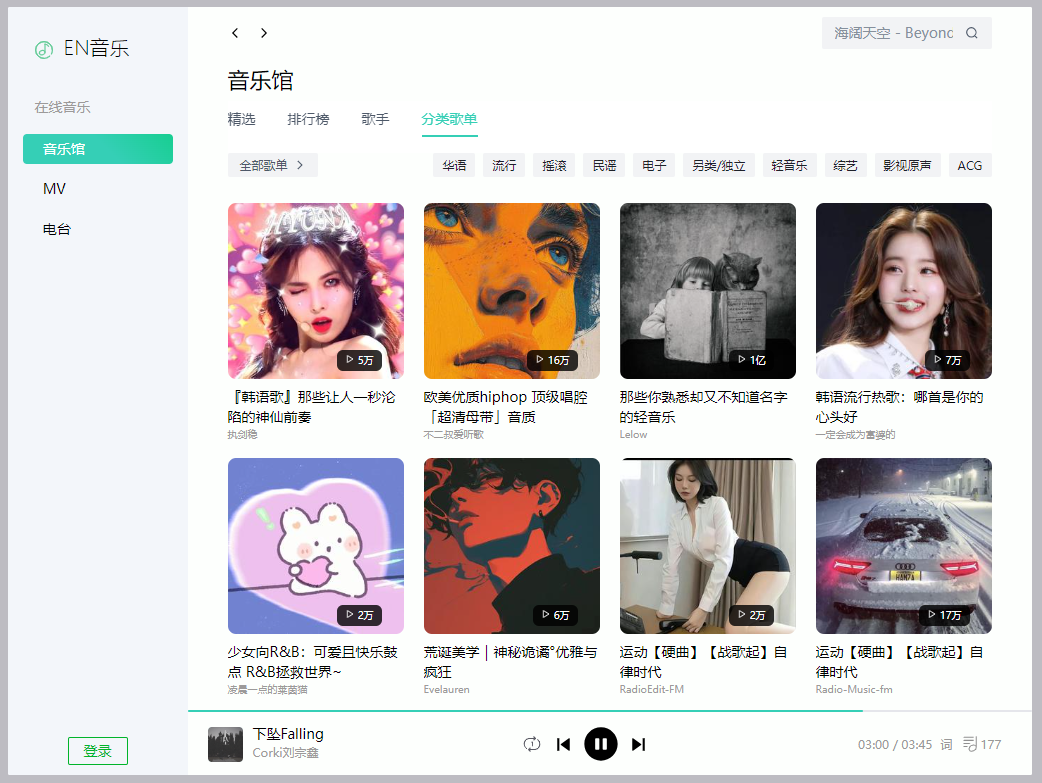 EN音乐
海阔天空 - Beyonc
在线音乐
音乐馆
MV
电台
登录
音乐馆
精选 排行榜 歌手 分类歌单
全部歌单 华语 流行 摇滚 民谣 电子 另类/独立 轻音乐 综艺 影视原声 ACG
HYUNA
5万 16万 1亿 7万
『韩语歌』那些让人一秒沦
陷的神仙前奏
执剑稳
欧美优质hiphop 顶级唱腔
「超清母带」音质
不二叔爱听歌
那些你熟悉却又不知道名字
的轻音乐
Lelow
韩语流行热歌：哪首是你的
心头好
一定会成为富婆的
2万 6万 2万 17万
少女向R&B：可爱且快乐鼓
点 R&B拯救世界~
凌晨一点的莱茵猫
荒诞美学｜神秘诡谲°优雅与
疯狂
Evelauren
运动【硬曲】【战歌起】自
律时代
RadioEdit-FM
运动【硬曲】【战歌起】自
律时代
Radio-Music-fm
下坠Falling
Corki刘宗鑫
1
03:00 / 03:45 词 177